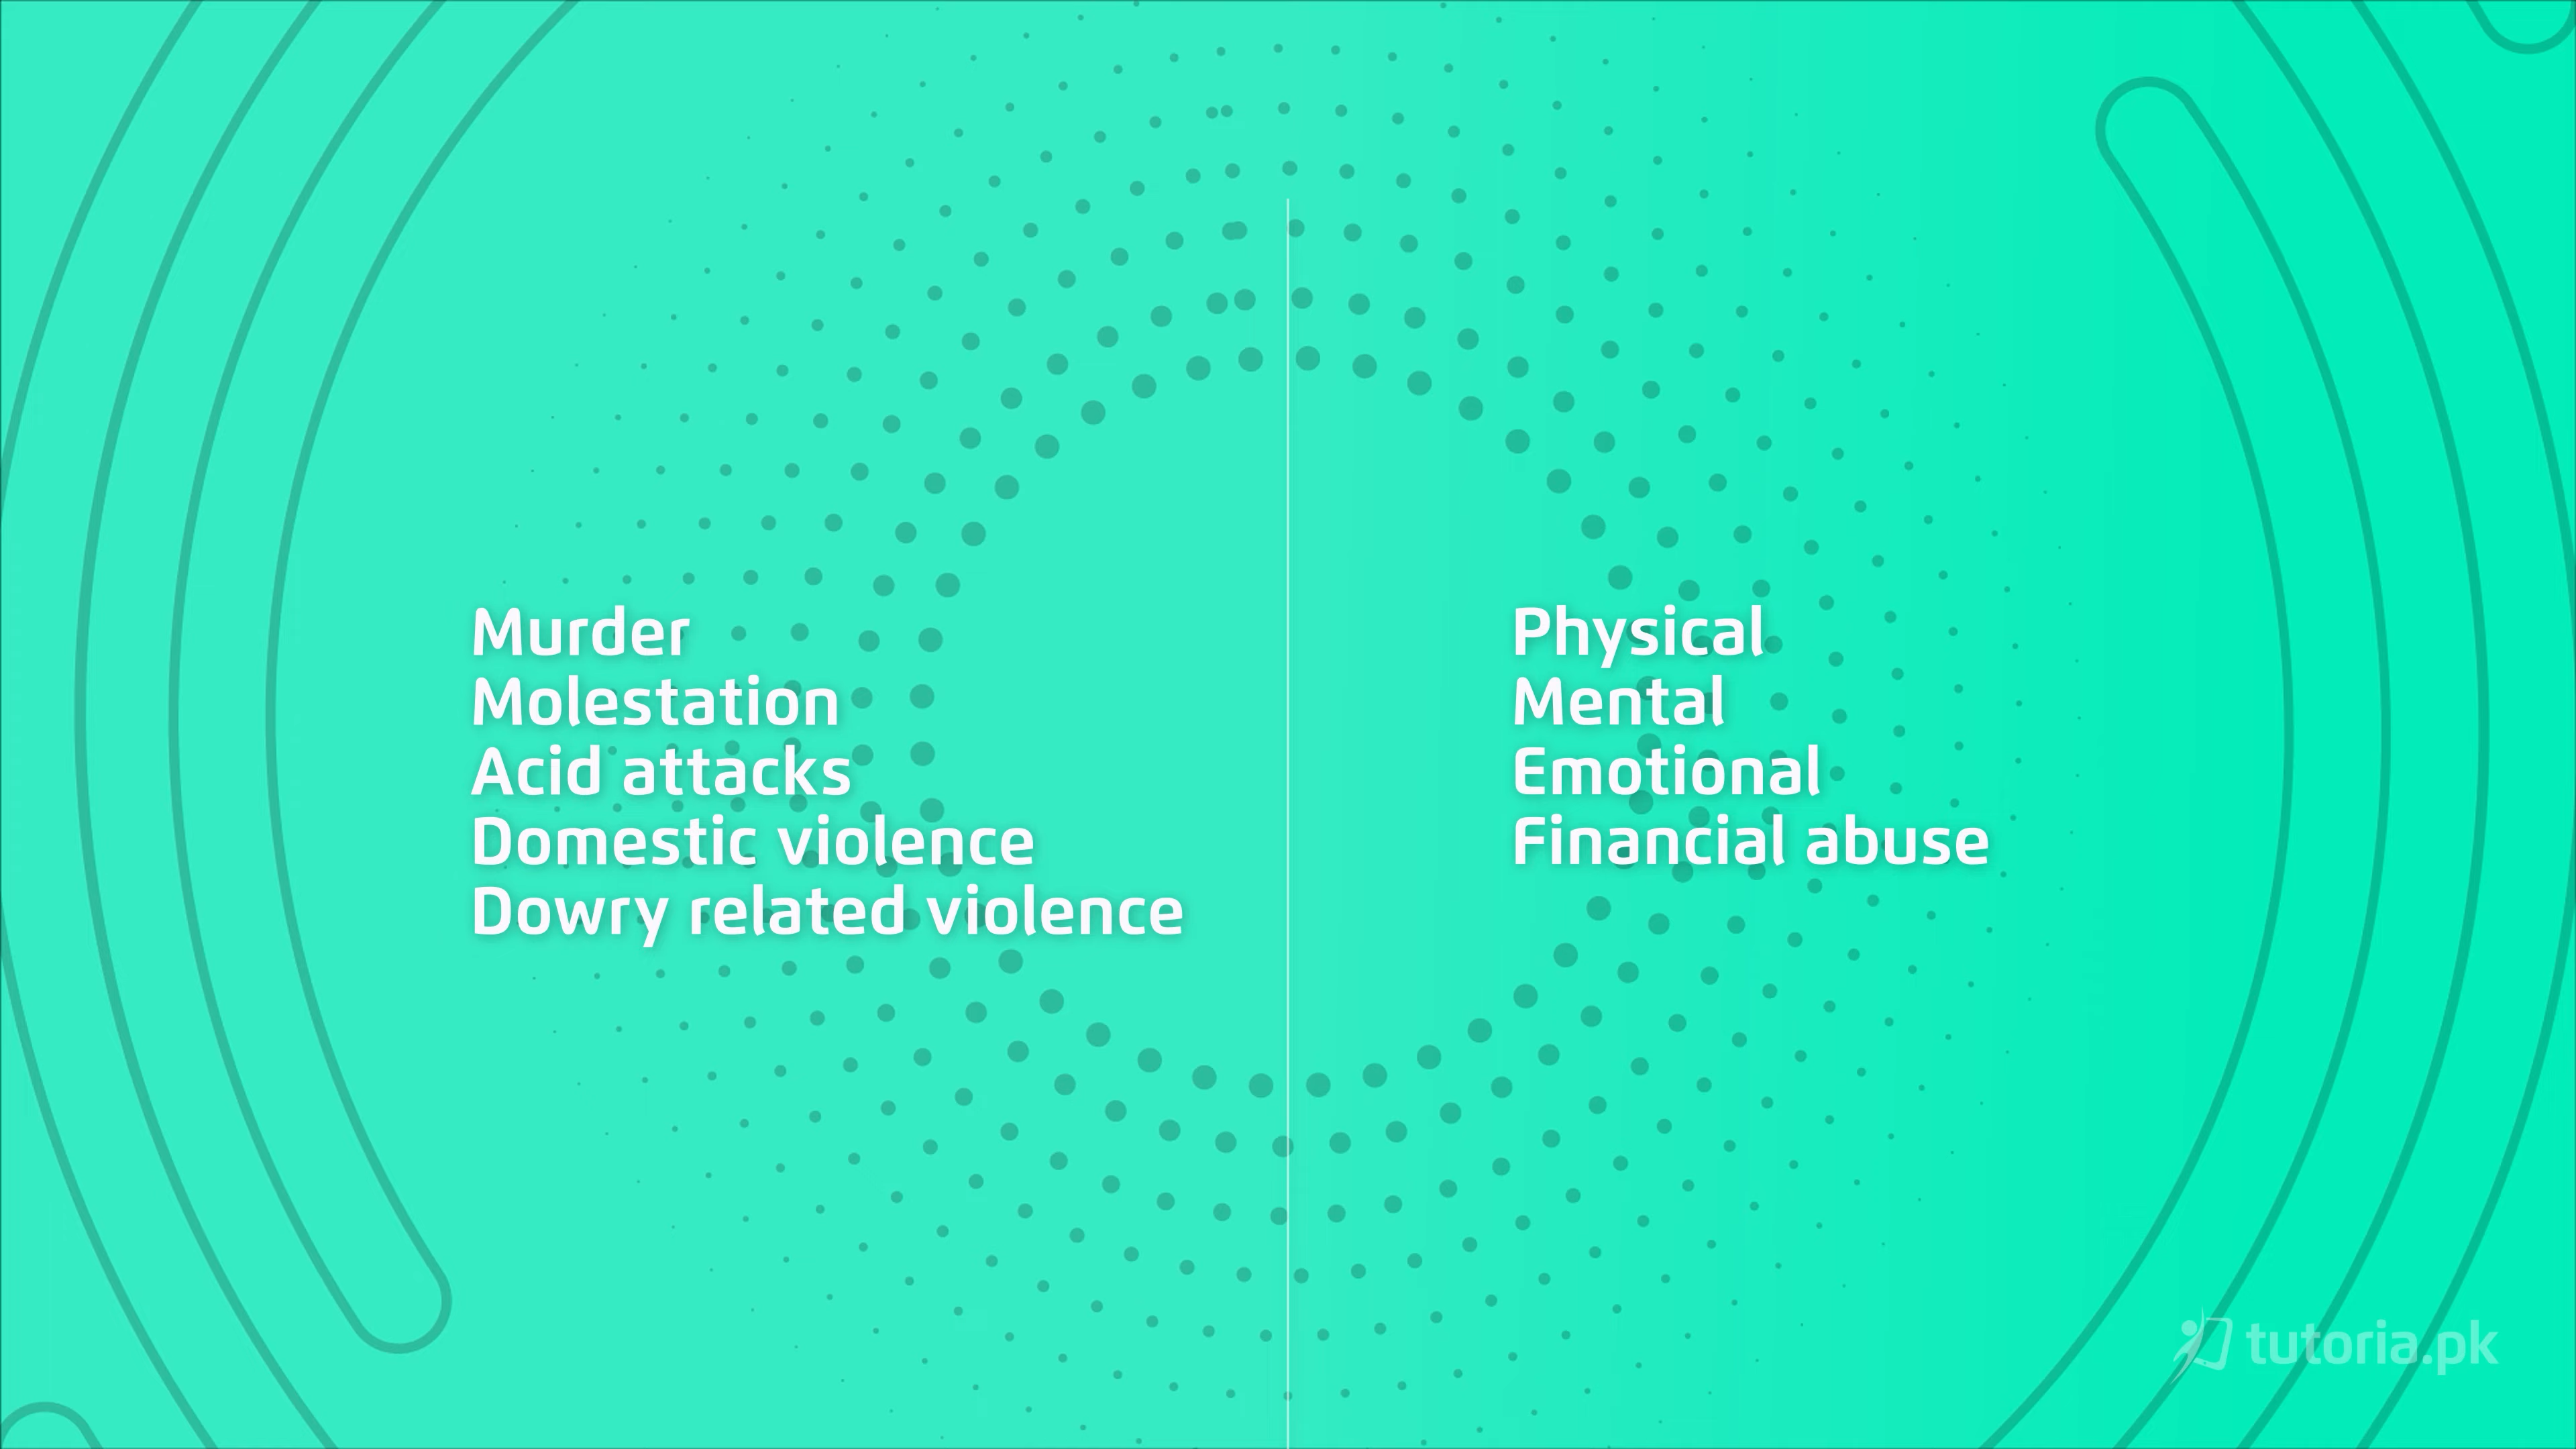 Murder
Molestation
Acid attacks
Domestic violence
Dowry related violence
Physical
Mental
Emotional
Financial abuse
tutoria.pk